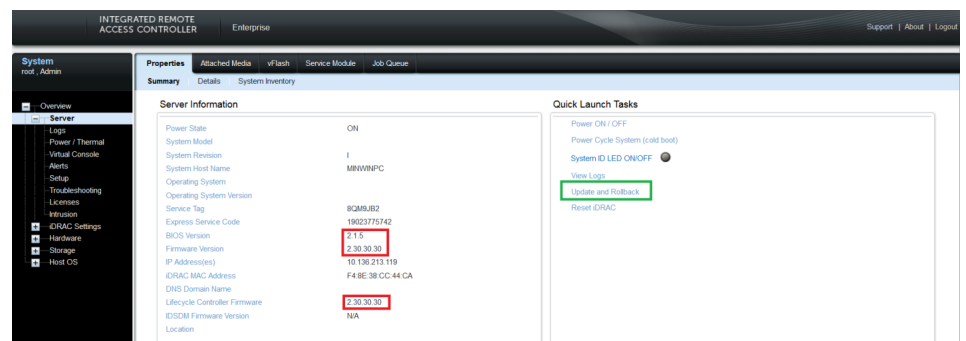 INTEGRATED REMOTE
ACCESS CONTROLLER
Enterprise
Support | About | Logout
System
root , Admin
Properties Attached Media vFlash Service Module Job Queue
Summary Details System Inventory
Overview
Server
Logs
Power / Thermal
Virtual Console
Alerts
Setup
Troubleshooting
Licenses
Intrusion
iDRAC Settings
Hardware
Storage
Host OS
Server Information
Power State ON
System Model
System Revision I
System Host Name MINWINPC
Operating System
Operating System Version
Service Tag BQM9JB2
Express Service Code 19023775742
BIOS Version 2.1.5
Firmware Version 2.30.30.30
IP Address(es) 10.136.213.119
iDRAC MAC Address F4:8E:38:CC:44:CA
DNS Domain Name
Lifecycle Controller Firmware 2.30.30.30
IDSDM Firmware Version N/A
Location
Quick Launch Tasks
Power ON / OFF
Power Cycle System (cold boot)
System ID LED ON/OFF
View Logs
Update and Rollback
Reset iDRAC